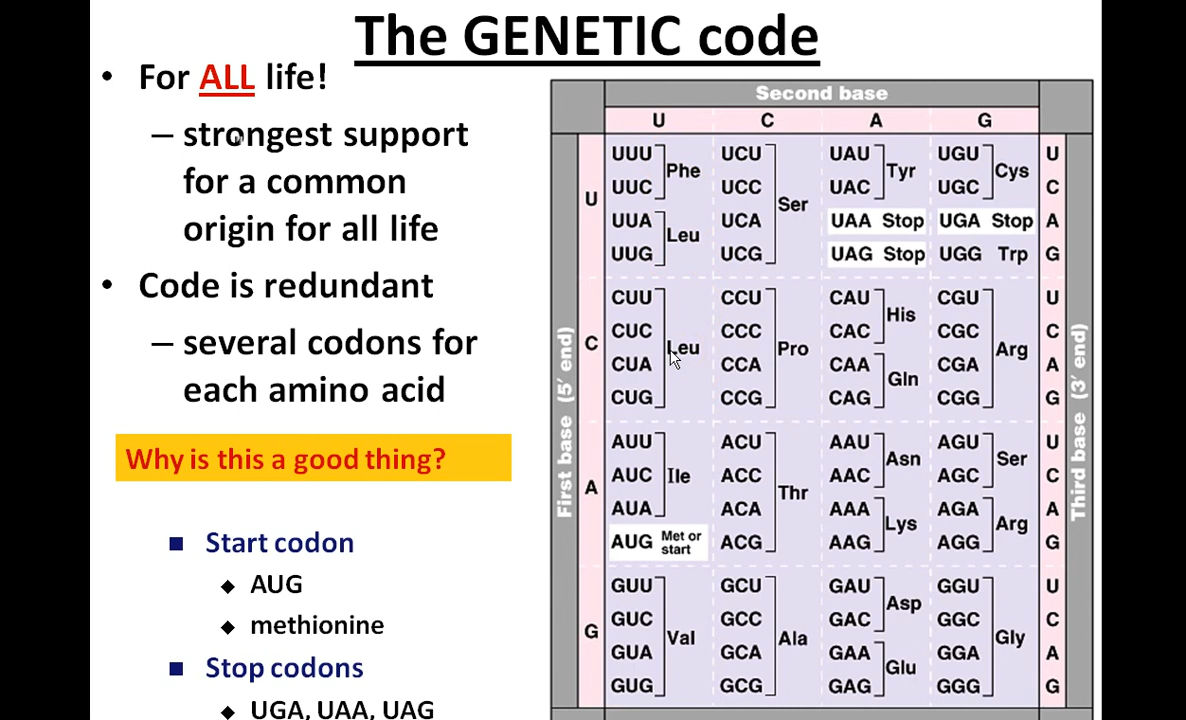 The GENETIC code
• For ALL life!
– strongest support
for a common
origin for all life
• Code is redundant
– several codons for
each amino acid
Why is this a good thing?
■ Start codon
◆ AUG
◆ methionine
■ Stop codons
◆ UGA, UAA, UAG
Second base
U C A G
First base (5′ end)
Third base (3′ end)
U
UUU
UUC
Phe
UUA
UUG
Leu
UCU
UCC
UCA
UCG
Ser
UAU
UAC
Tyr
UAA Stop
UAG Stop
UGU
UGC
Cys
UGA Stop
UGG Trp
U
C
A
G
C
CUU
CUC
CUA
CUG
Leu
CCU
CCC
CCA
CCG
Pro
CAU
CAC
His
CAA
CAG
Gln
CGU
CGC
CGA
CGG
Arg
U
C
A
G
A
AUU
AUC
AUA
Ile
AUG Met or
start
ACU
ACC
ACA
ACG
Thr
AAU
AAC
Asn
AAA
AAG
Lys
AGU
AGC
Ser
AGA
AGG
Arg
U
C
A
G
G
GUU
GUC
GUA
GUG
Val
GCU
GCC
GCA
GCG
Ala
GAU
GAC
Asp
GAA
GAG
Glu
GGU
GGC
GGA
GGG
Gly
U
C
A
G